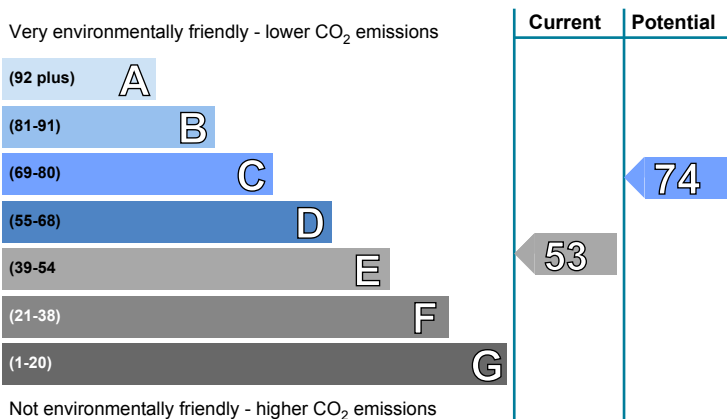 Current Potential
Very environmentally friendly - lower CO2 emissions
(92 plus) A
(81-91) B
(69-80) C
74
(55-68) D
(39-54 E
53
(21-38) F
(1-20) G
Not environmentally friendly - higher CO2 emissions